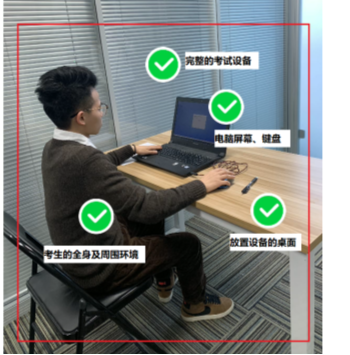 完整的考试设备
电脑屏幕、键盘
放置设备的桌面
考生的全身及周围环境